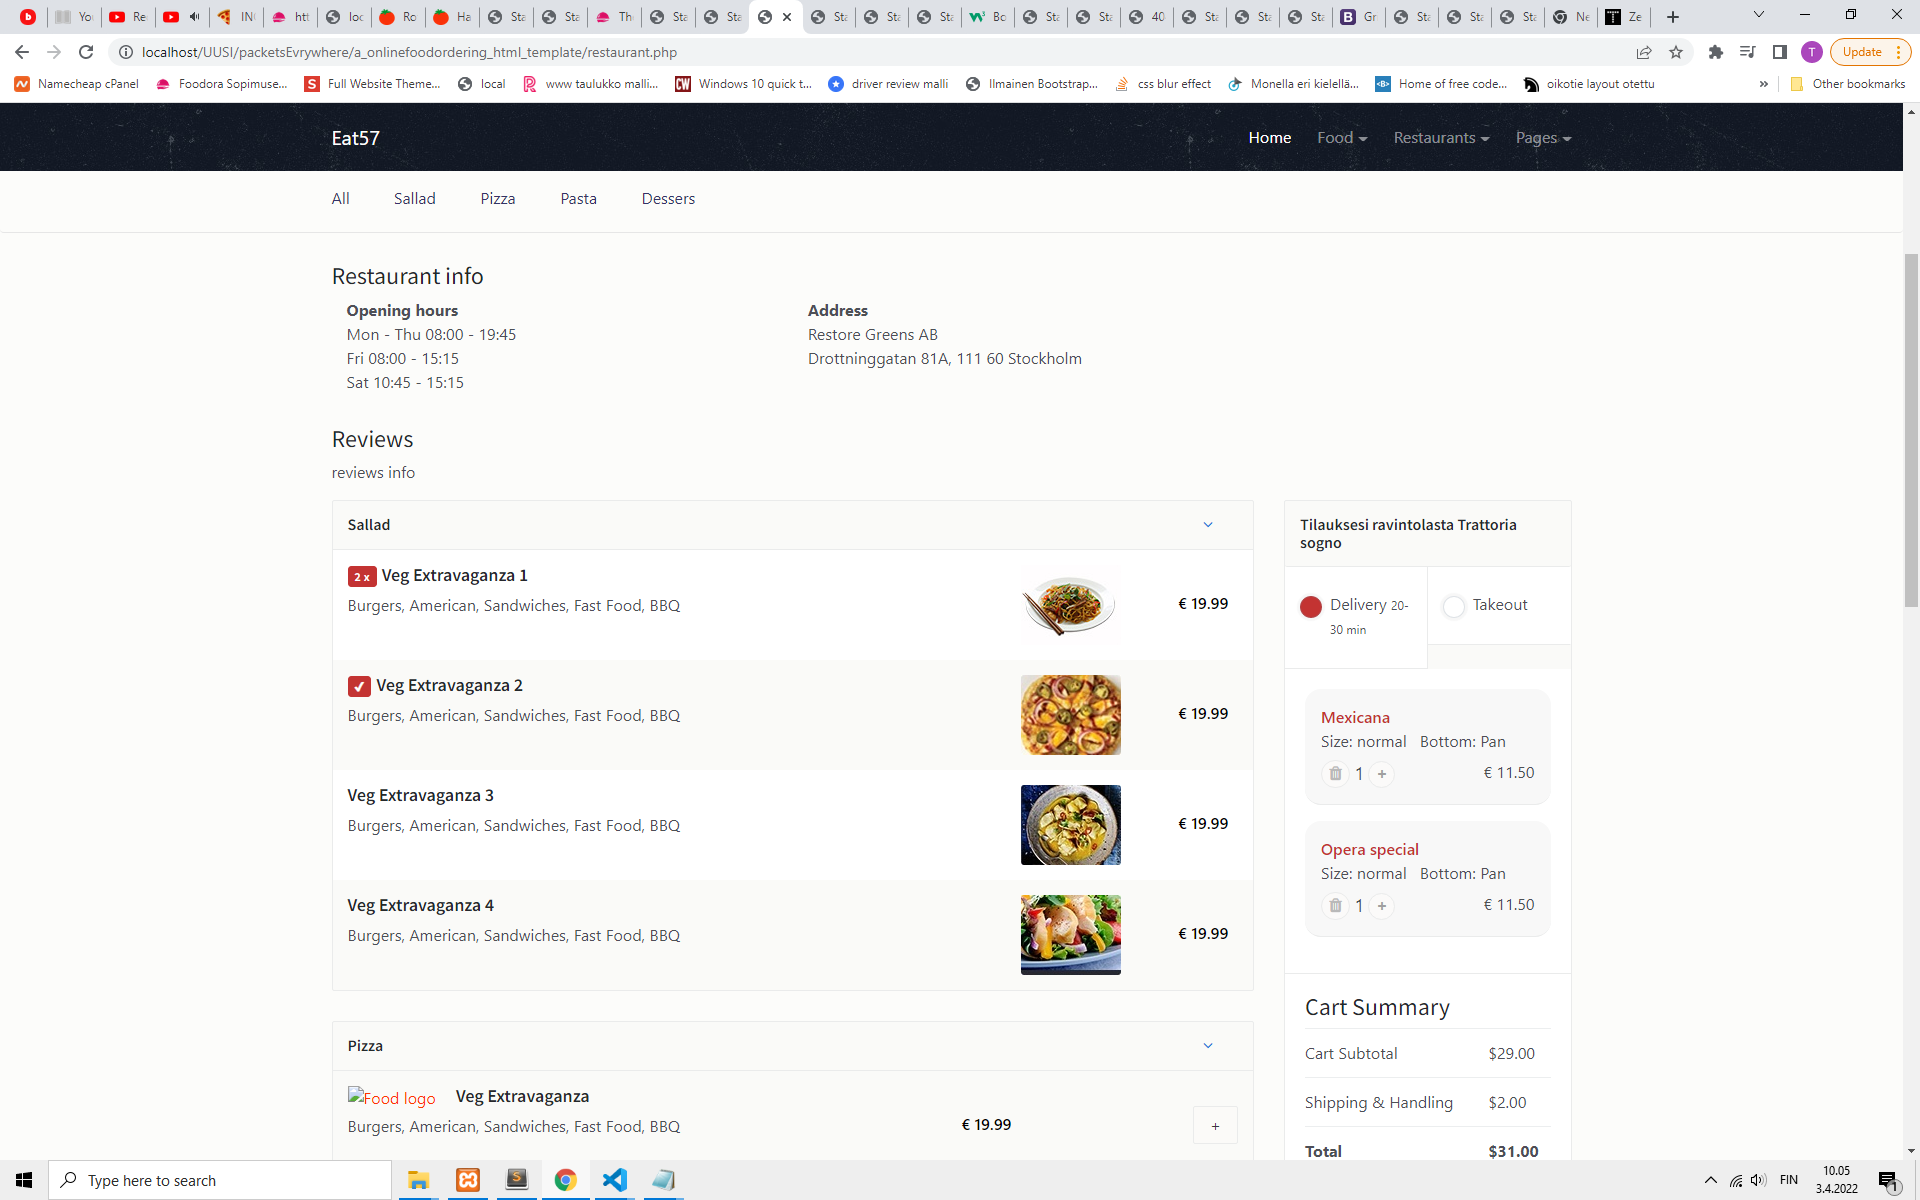 Yo
Re
Re
IN
htt
loc
Ro
Ha
Sta
Sta
Th
Sta
Sta
Sta
Sta
Sta
Bo
Sta
Sta
40
Sta
Sta
Sta
Gr
Sta
Sta
Sta
Ne
Ze
localhost/UUSI/packetsEvrywhere/a_onlinefoodordering_html_template/restaurant.php
T
Update
Namecheap cPanel
Foodora Sopimuse...
Full Website Theme...
local
www taulukko malli...
Windows 10 quick t...
driver review malli
Ilmainen Bootstrap...
css blur effect
Monella eri kielellä...
Home of free code...
oikotie layout otettu
»
Other bookmarks
Eat57
Home
Food
Restaurants
Pages
All
Sallad
Pizza
Pasta
Dessers
Restaurant info
Opening hours
Mon - Thu 08:00 - 19:45
Fri 08:00 - 15:15
Sat 10:45 - 15:15
Address
Restore Greens AB
Drottninggatan 81A, 111 60 Stockholm
Reviews
reviews info
Sallad
2 x Veg Extravaganza 1
Burgers, American, Sandwiches, Fast Food, BBQ
€ 19.99
Veg Extravaganza 2
Burgers, American, Sandwiches, Fast Food, BBQ
€ 19.99
Veg Extravaganza 3
Burgers, American, Sandwiches, Fast Food, BBQ
€ 19.99
Veg Extravaganza 4
Burgers, American, Sandwiches, Fast Food, BBQ
€ 19.99
Pizza
Food logo
Veg Extravaganza
Burgers, American, Sandwiches, Fast Food, BBQ
€ 19.99
+
Tilauksesi ravintolasta Trattoria
sogno
Delivery 20-
30 min
Takeout
Mexicana
Size: normal Bottom: Pan
1 +
€ 11.50
Opera special
Size: normal Bottom: Pan
1 +
€ 11.50
Cart Summary
Cart Subtotal $29.00
Shipping & Handling $2.00
Total $31.00
Type here to search
FIN
10.05
3.4.2022
1